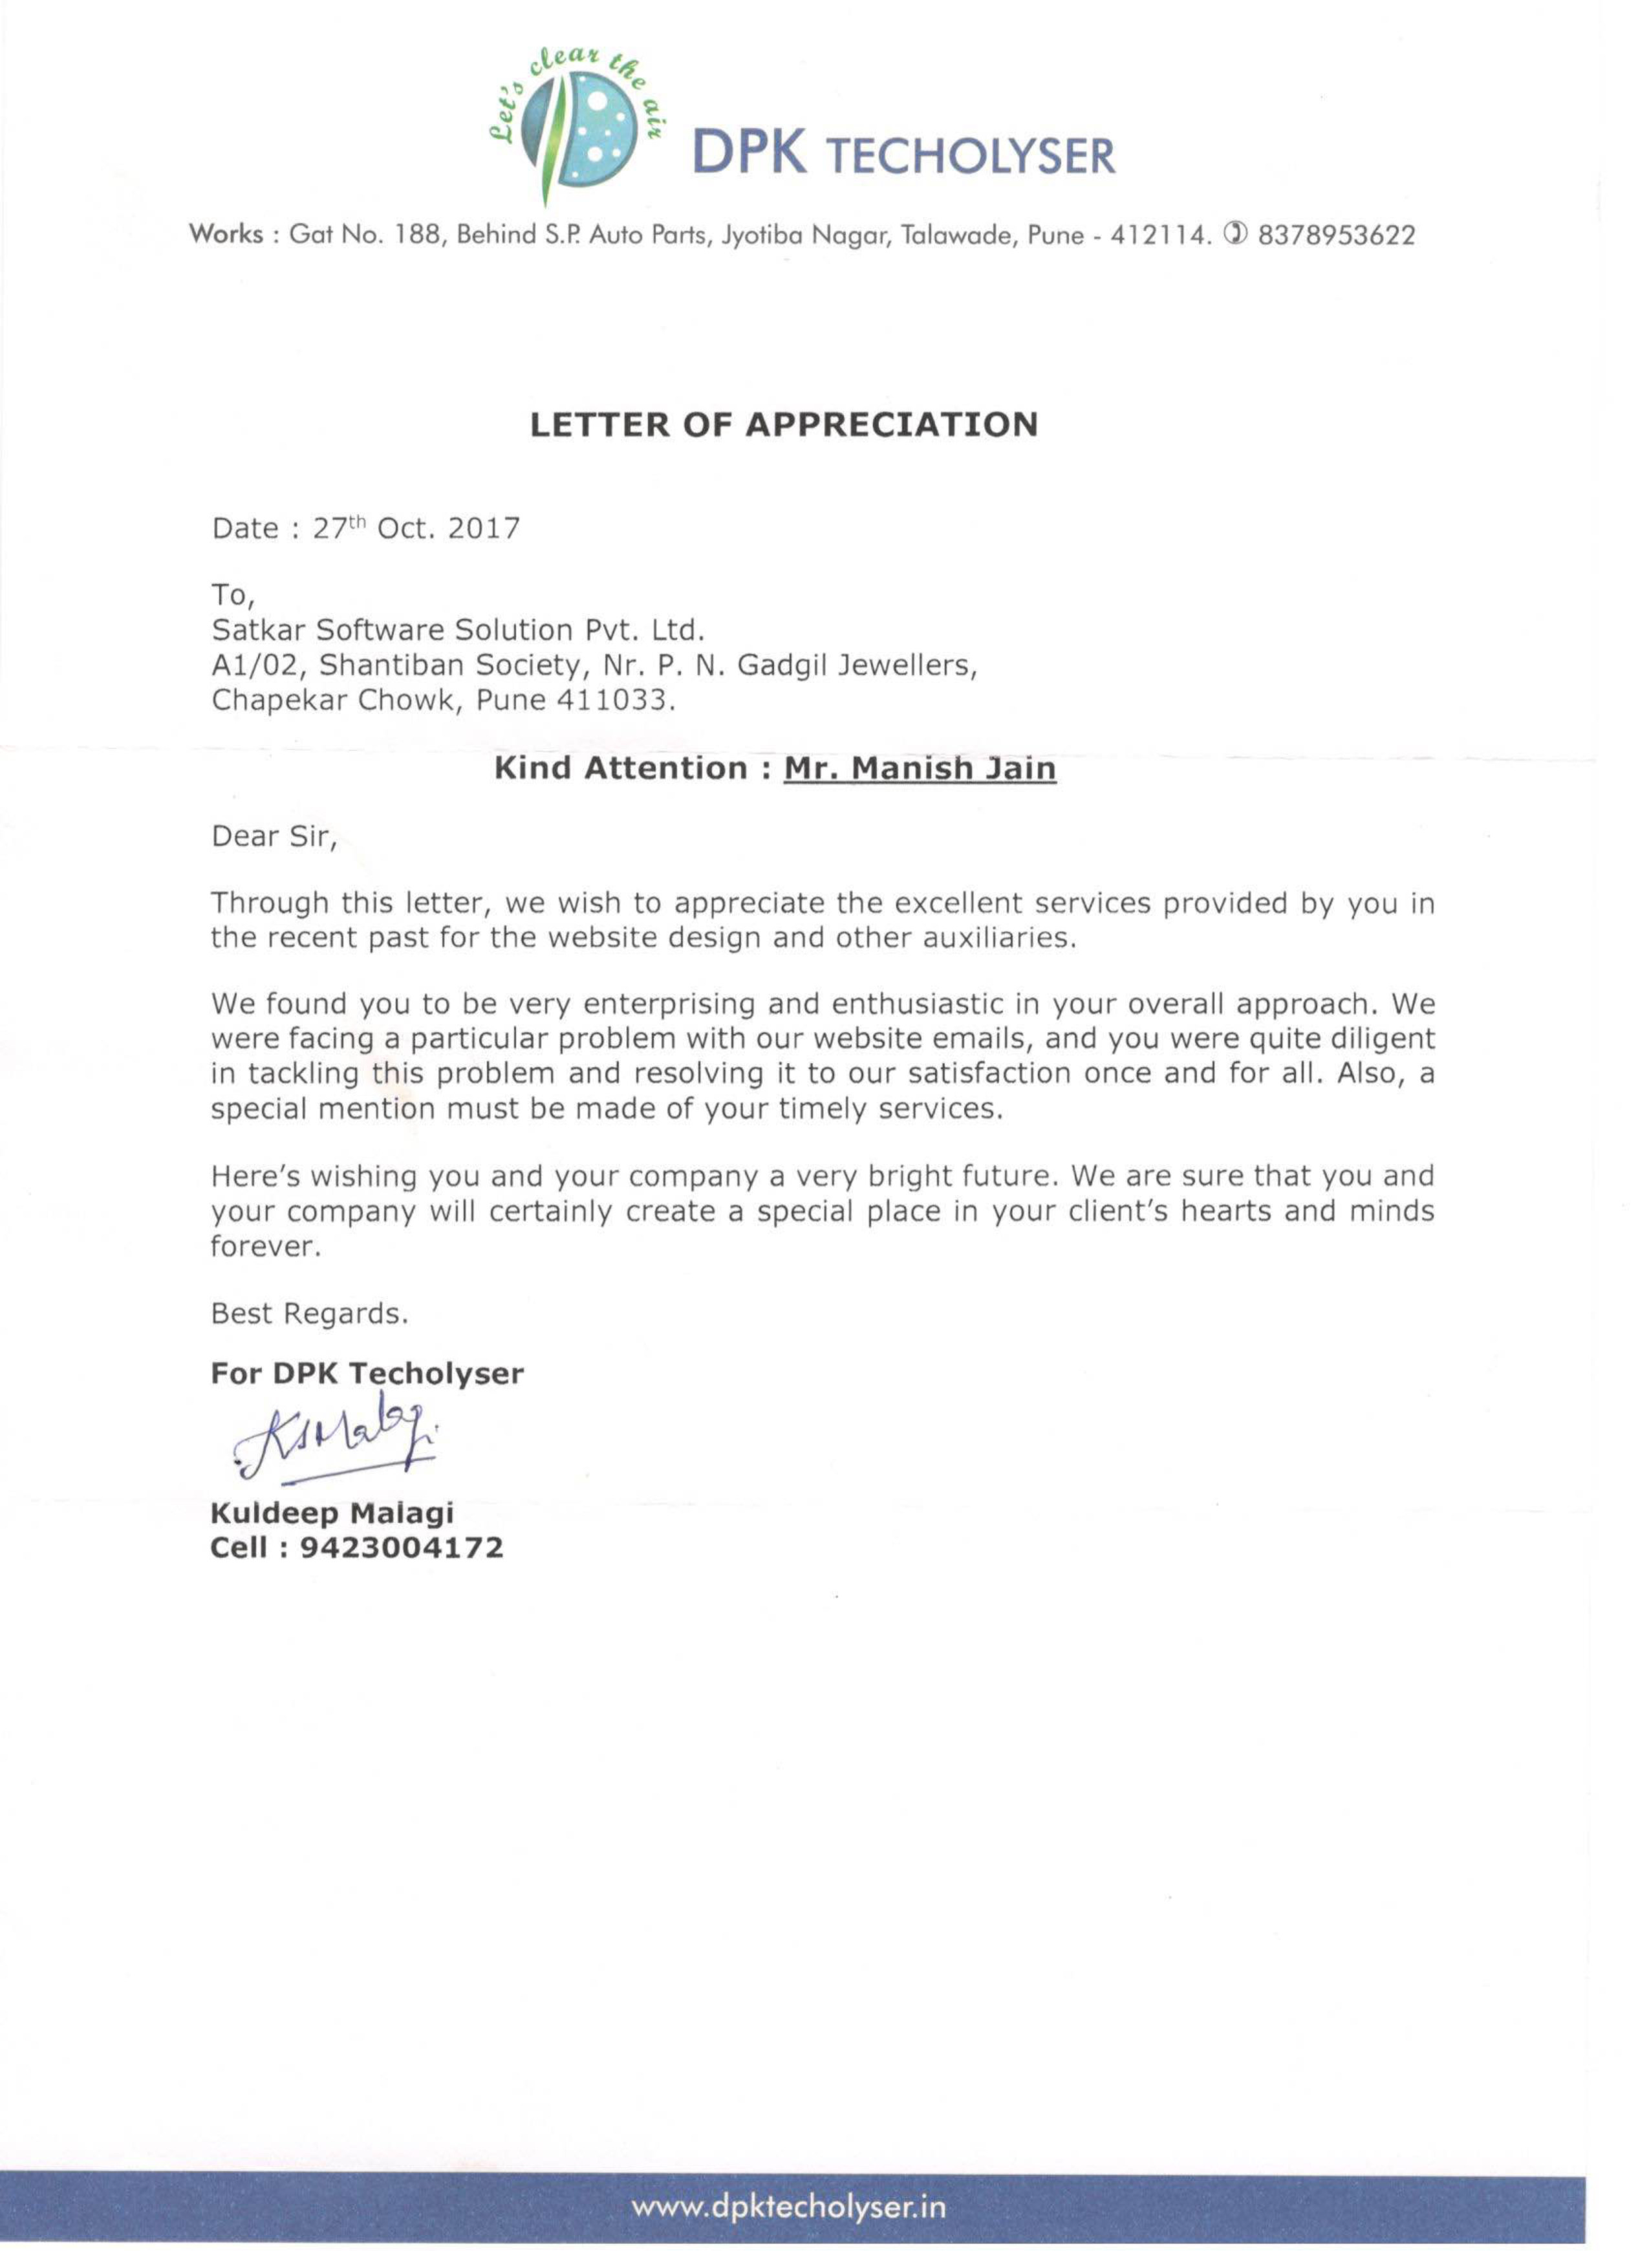 Let's clear the air
DPK TECHOLYSER
Works : Gat No. 188, Behind S.P. Auto Parts, Jyotiba Nagar, Talawade, Pune - 412114. ✆ 8378953622
LETTER OF APPRECIATION
Date : 27th Oct. 2017
To,
Satkar Software Solution Pvt. Ltd.
A1/02, Shantiban Society, Nr. P. N. Gadgil Jewellers,
Chapekar Chowk, Pune 411033.
Kind Attention : Mr. Manish Jain
Dear Sir,
Through this letter, we wish to appreciate the excellent services provided by you in
the recent past for the website design and other auxiliaries.
We found you to be very enterprising and enthusiastic in your overall approach. We
were facing a particular problem with our website emails, and you were quite diligent
in tackling this problem and resolving it to our satisfaction once and for all. Also, a
special mention must be made of your timely services.
Here's wishing you and your company a very bright future. We are sure that you and
your company will certainly create a special place in your client's hearts and minds
forever.
Best Regards.
For DPK Techolyser
KSMalagi
Kuldeep Malagi
Cell : 9423004172
www.dpktecholyser.in